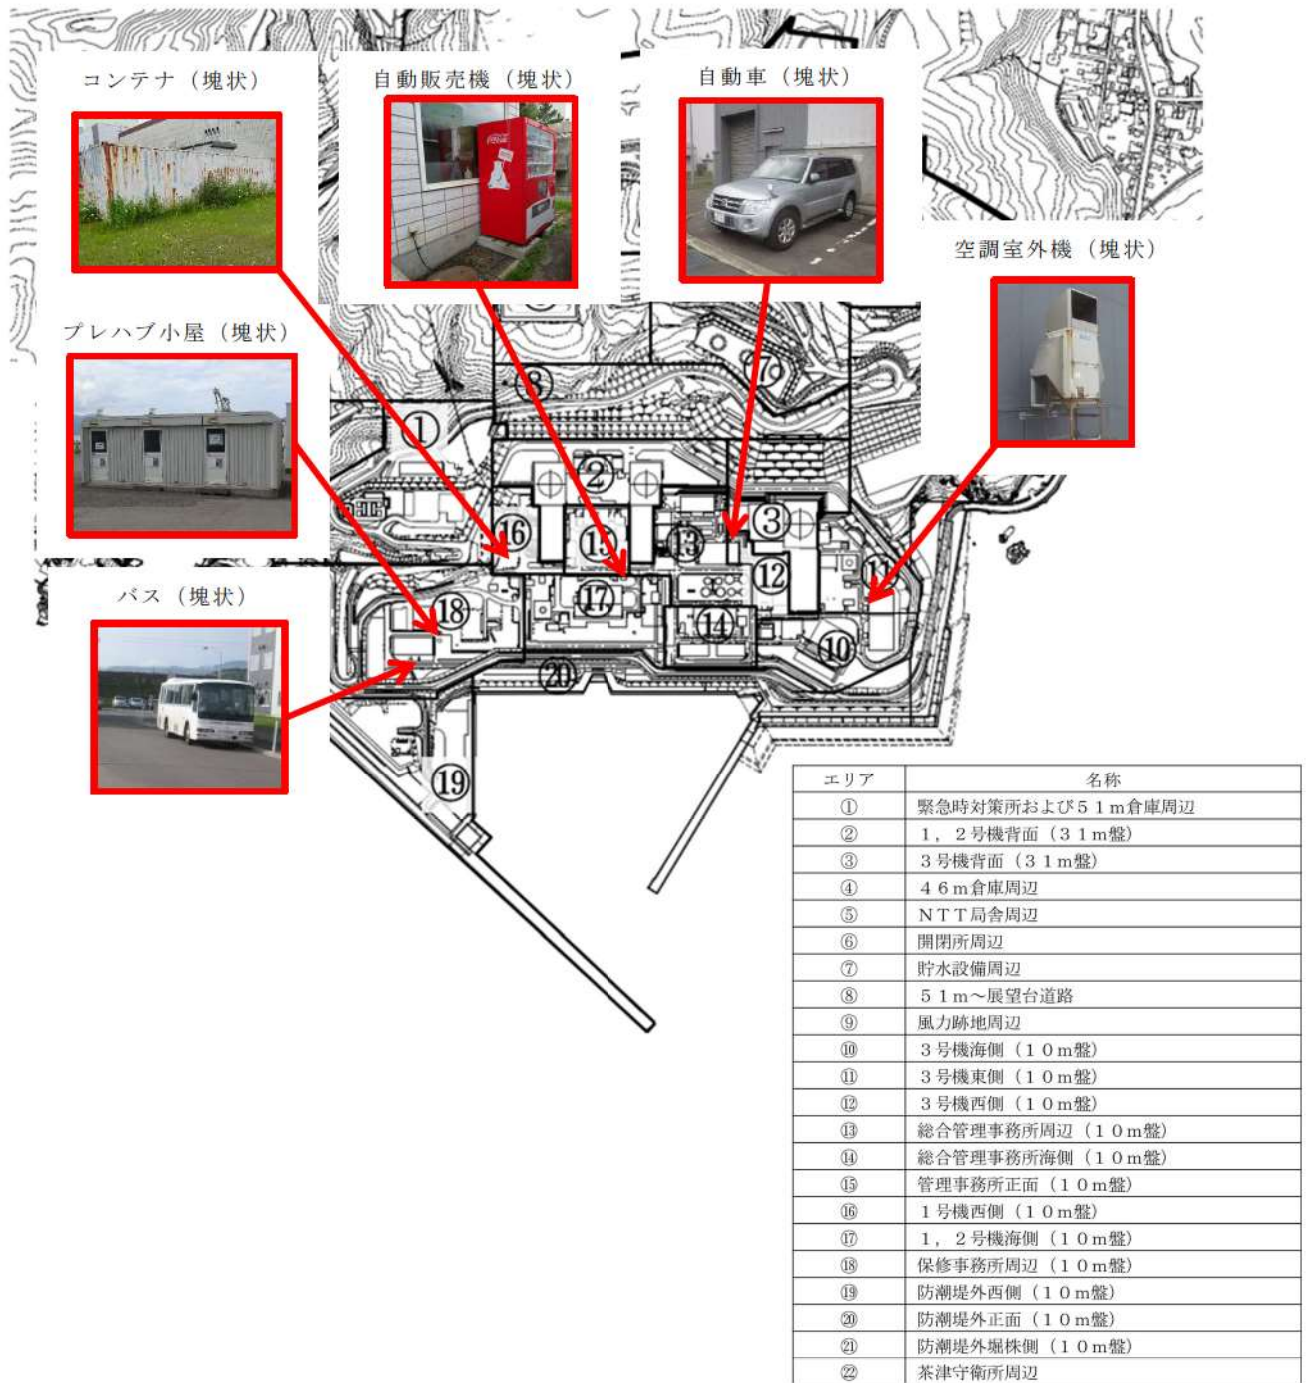 コンテナ（塊状）
自動販売機（塊状）
自動車（塊状）
空調室外機（塊状）
プレハブ小屋（塊状）
バス（塊状）
Coca-Cola
⑧
⑦
①
②
③
⑯
⑮
⑬
⑪
⑫
⑱
⑰
⑭
⑩
⑳
⑲
エリア 名称
① 緊急時対策所および５１ｍ倉庫周辺
② １，２号機背面（３１ｍ盤）
③ ３号機背面（３１ｍ盤）
④ ４６ｍ倉庫周辺
⑤ ＮＴＴ局舎周辺
⑥ 開閉所周辺
⑦ 貯水設備周辺
⑧ ５１ｍ～展望台道路
⑨ 風力跡地周辺
⑩ ３号機海側（１０ｍ盤）
⑪ ３号機東側（１０ｍ盤）
⑫ ３号機西側（１０ｍ盤）
⑬ 総合管理事務所周辺（１０ｍ盤）
⑭ 総合管理事務所海側（１０ｍ盤）
⑮ 管理事務所正面（１０ｍ盤）
⑯ １号機西側（１０ｍ盤）
⑰ １，２号機海側（１０ｍ盤）
⑱ 保修事務所周辺（１０ｍ盤）
⑲ 防潮堤外西側（１０ｍ盤）
⑳ 防潮堤外正面（１０ｍ盤）
㉑ 防潮堤外堀株側（１０ｍ盤）
㉒ 茶津守衛所周辺